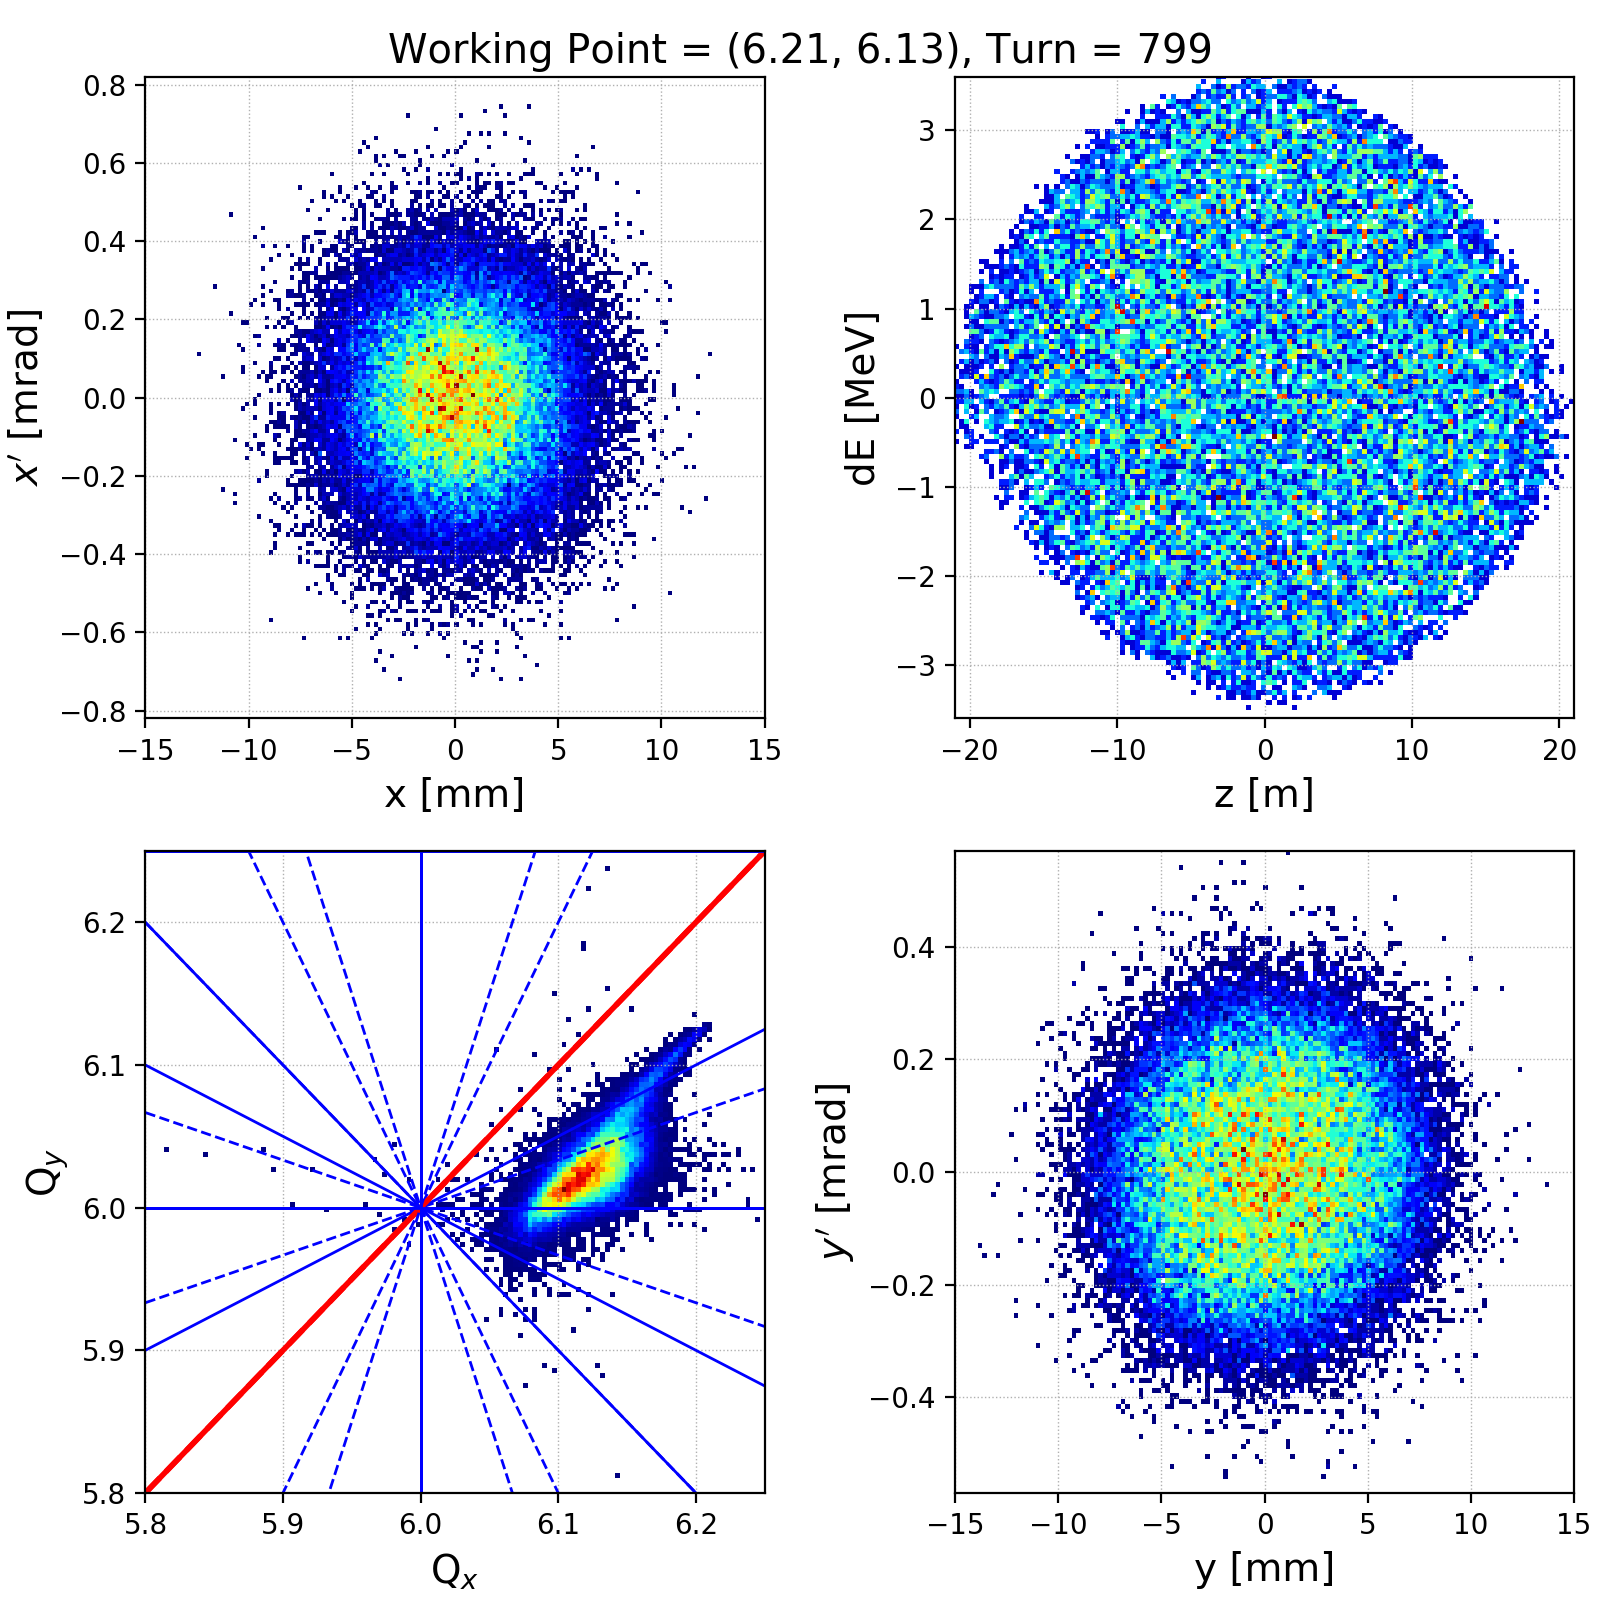 Working Point = (6.21, 6.13), Turn = 799
0.8
0.6
0.4
0.2
0.0
−0.2
−0.4
−0.6
−0.8
x′ [mrad]
−15 −10 −5 0 5 10 15
x [mm]
3
2
1
0
−1
−2
−3
dE [MeV]
−20 −10 0 10 20
z [m]
6.2
6.1
6.0
5.9
5.8
Qy
5.8 5.9 6.0 6.1 6.2
Qx
0.4
0.2
0.0
−0.2
−0.4
y′ [mrad]
−15 −10 −5 0 5 10 15
y [mm]